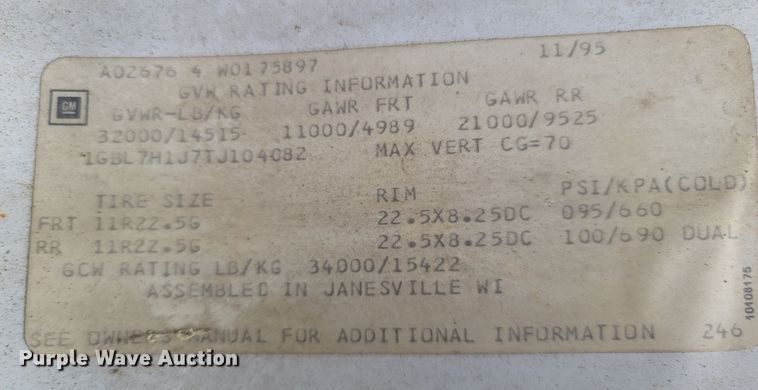 A02676 4 W0175897 11/95
GVW RATING INFORMATION
GM
GVWR-LB/KG GAWR FRT GAWR RR
32000/14515 11000/4989 21000/9525
1GBL7H1J7TJ104082 MAX VERT CG=70
TIRE SIZE RIM PSI/KPA(COLD)
FRT 11R22.5G 22.5X8.25DC 095/660
RR 11R22.5G 22.5X8.25DC 100/690 DUAL
GCW RATING LB/KG 34000/15422
ASSEMBLED IN JANESVILLE WI
SEE OWNERS MANUAL FOR ADDITIONAL INFORMATION 246
10108175
Purple Wave Auction